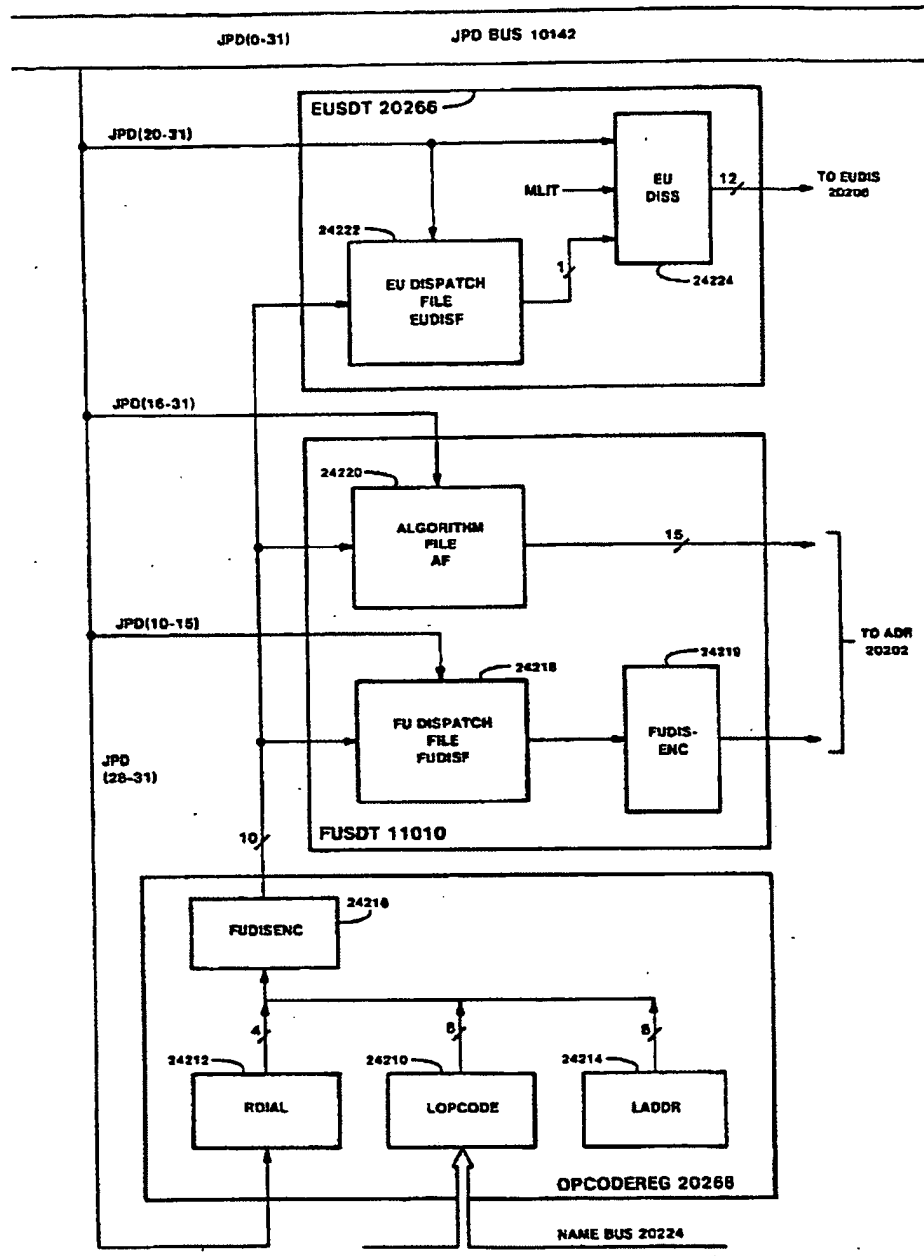 JPD(0-31) JPD BUS 10142
EUSDT 20266
JPD(20-31)
EU
DISS
12
TO EUDIS
20206
MLIT
24222
1
24224
EU DISPATCH
FILE
EUDISF
JPD(16-31)
24220
ALGORITHM
FILE
AF
15
JPD(10-15)
TO ADR
20202
24218
24219
FU DISPATCH
FILE
FUDISF
FUDIS-
ENC
JPD
(28-31)
FUSDT 11010
10
24216
FUDISENC
4
8
8
24212
24210
24214
RDIAL
LOPCODE
LADDR
OPCODEREG 20268
NAME BUS 20224